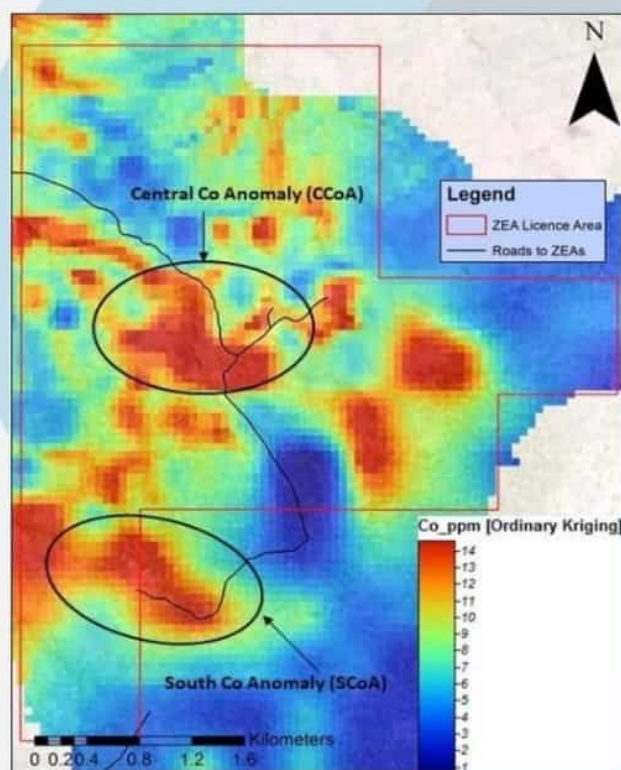 N
Central Co Anomaly (CCoA)
Legend
ZEA Licence Area
Roads to ZEAs
Co_ppm [Ordinary Kriging]
14
13
12
11
10
9
8
7
6
5
4
3
2
1
South Co Anomaly (SCoA)
0 0.20.4 0.8 1.2 1.6 Kilometers